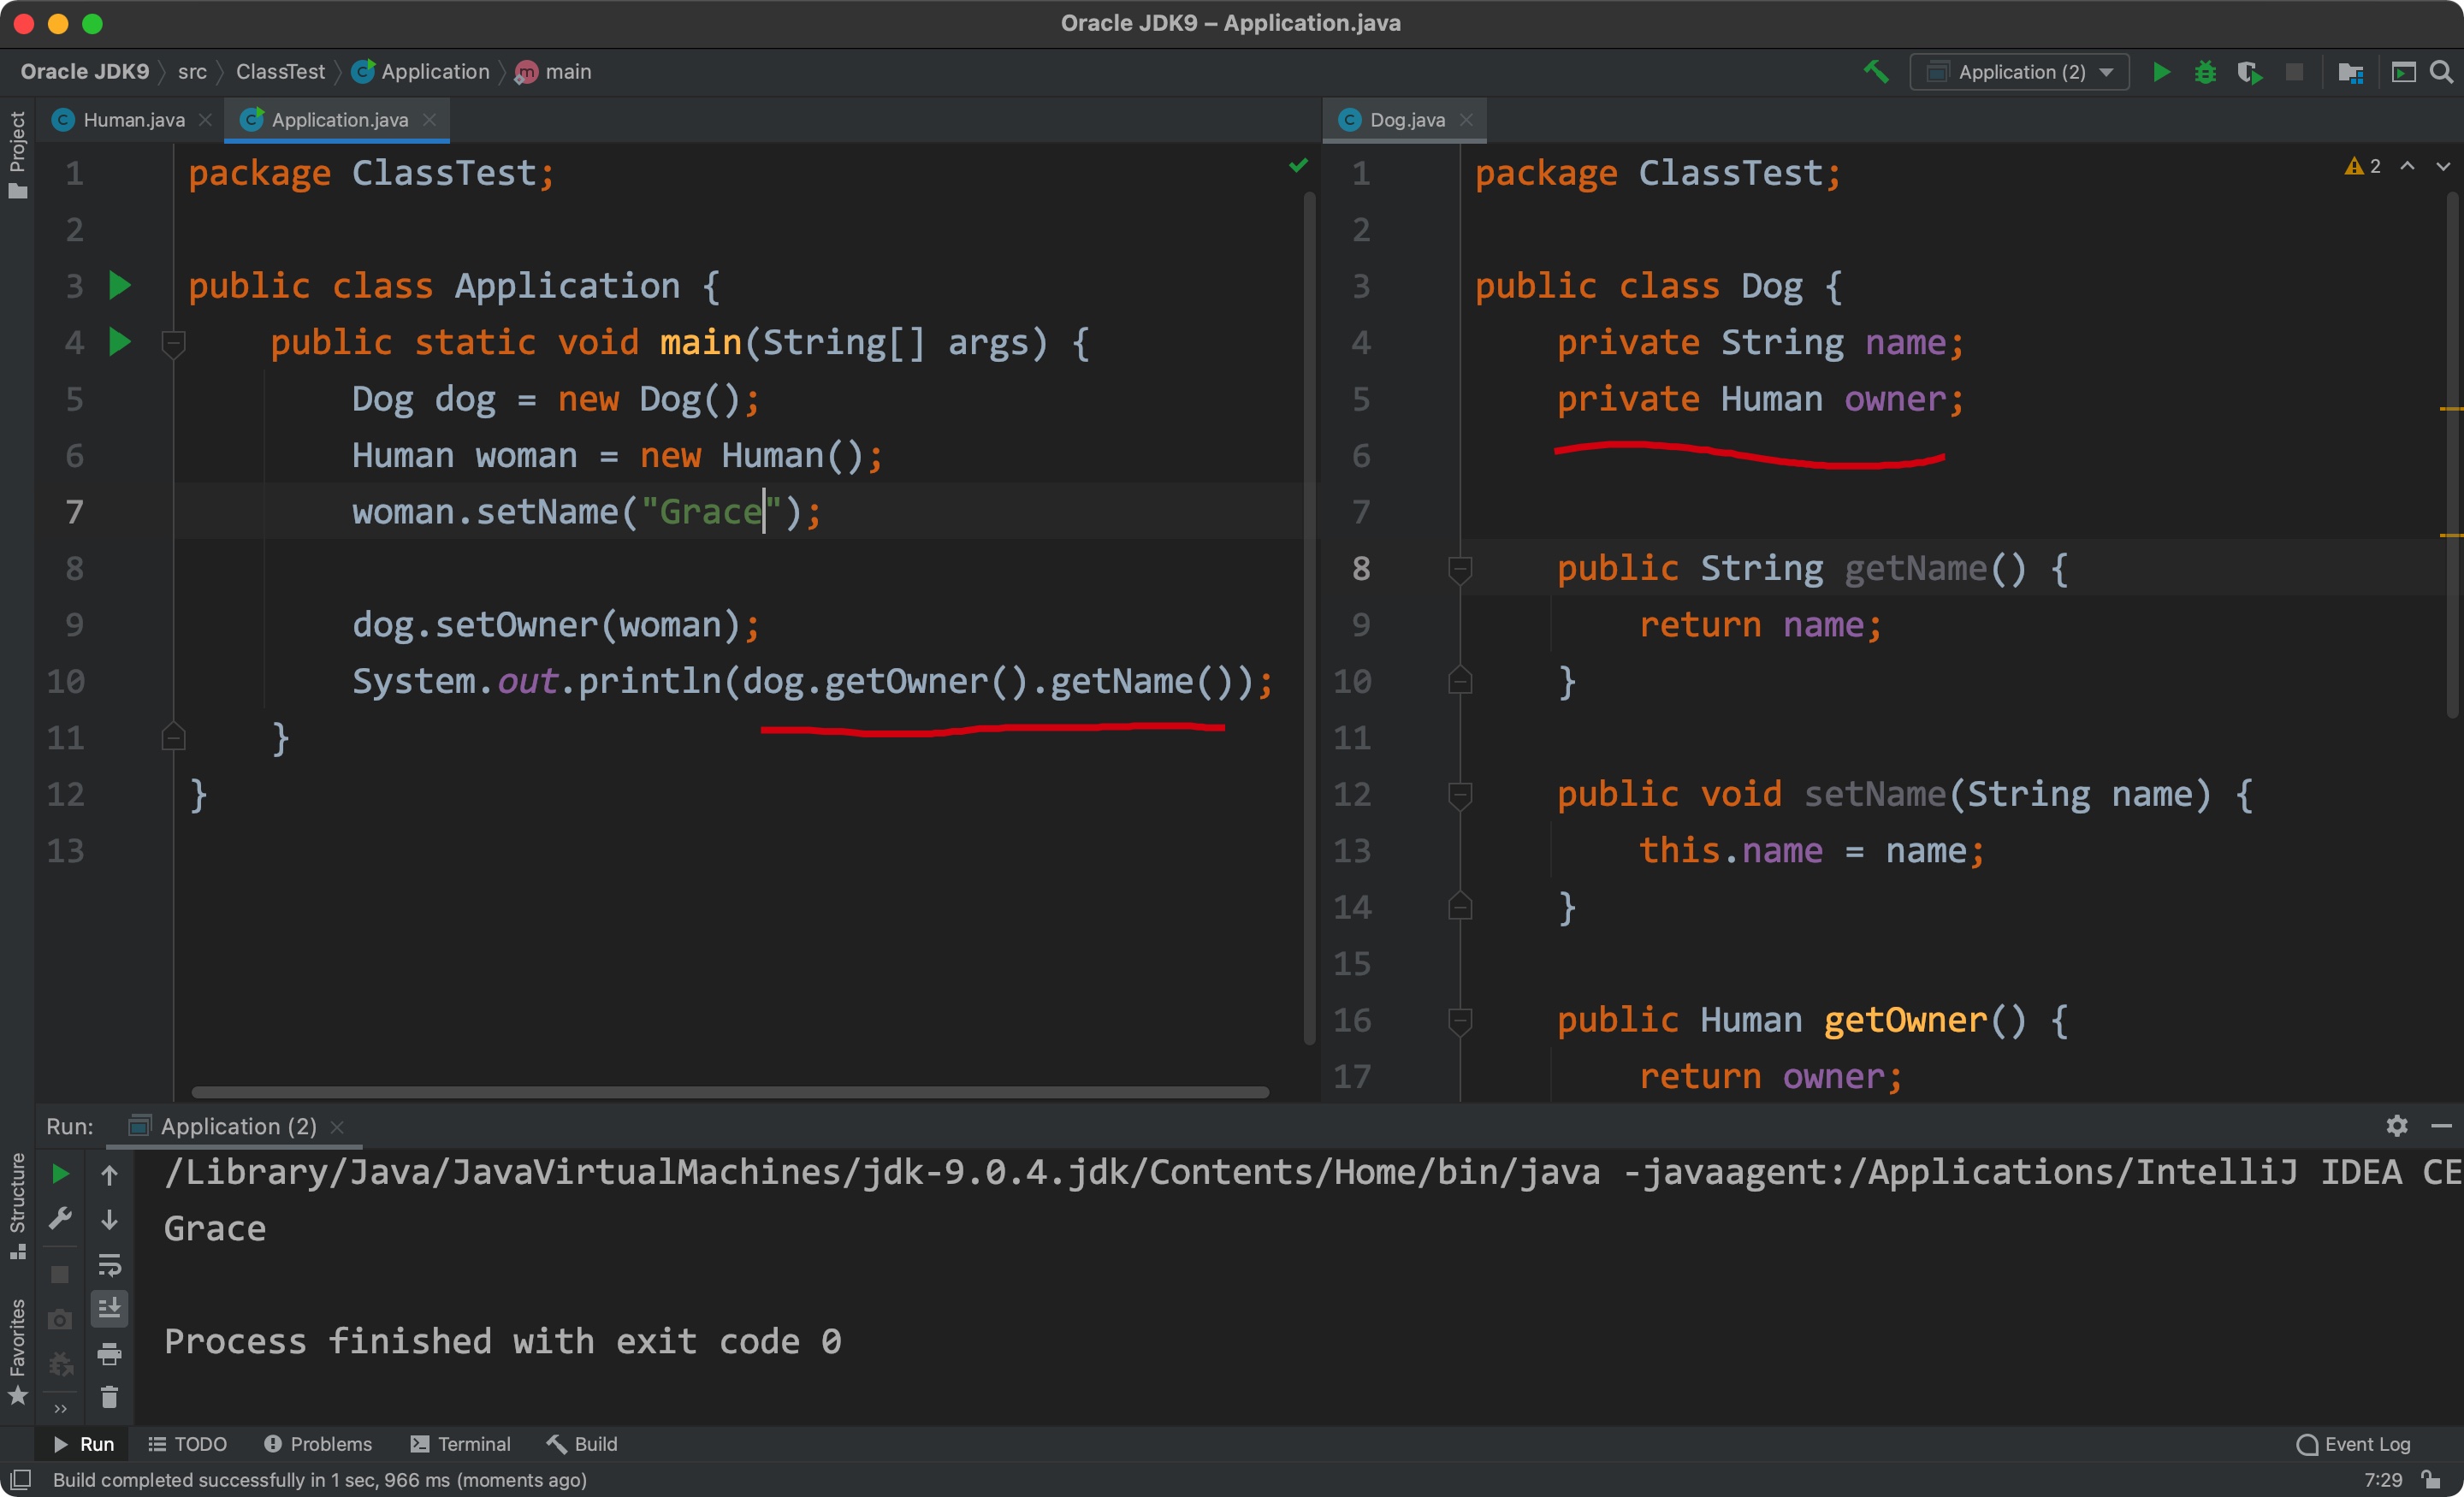 Oracle JDK9 – Application.java
Oracle JDK9 src ClassTest Application main
Application (2)
Project
Human.java
Application.java
Dog.java
1 package ClassTest;
2
3 public class Application {
4 public static void main(String[] args) {
5 Dog dog = new Dog();
6 Human woman = new Human();
7 woman.setName("Grace");
8
9 dog.setOwner(woman);
10 System.out.println(dog.getOwner().getName());
11 }
12 }
13
2
1 package ClassTest;
2
3 public class Dog {
4 private String name;
5 private Human owner;
6
7
8 public String getName() {
9 return name;
10 }
11
12 public void setName(String name) {
13 this.name = name;
14 }
15
16 public Human getOwner() {
17 return owner;
Run: Application (2)
/Library/Java/JavaVirtualMachines/jdk-9.0.4.jdk/Contents/Home/bin/java -javaagent:/Applications/IntelliJ IDEA CE
Grace
Process finished with exit code 0
Structure
Favorites
Run TODO Problems Terminal Build Event Log
Build completed successfully in 1 sec, 966 ms (moments ago) 7:29